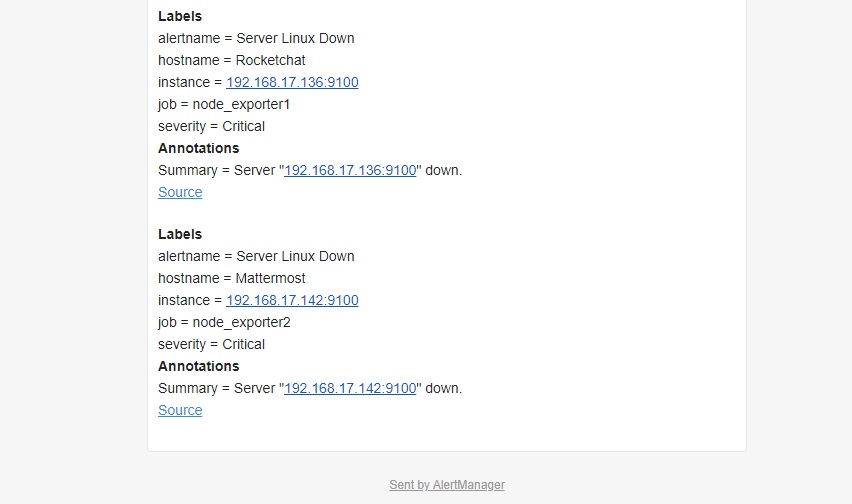 Labels
alertname = Server Linux Down
hostname = Rocketchat
instance = 192.168.17.136:9100
job = node_exporter1
severity = Critical
Annotations
Summary = Server "192.168.17.136:9100" down.
Source
Labels
alertname = Server Linux Down
hostname = Mattermost
instance = 192.168.17.142:9100
job = node_exporter2
severity = Critical
Annotations
Summary = Server "192.168.17.142:9100" down.
Source
Sent by AlertManager